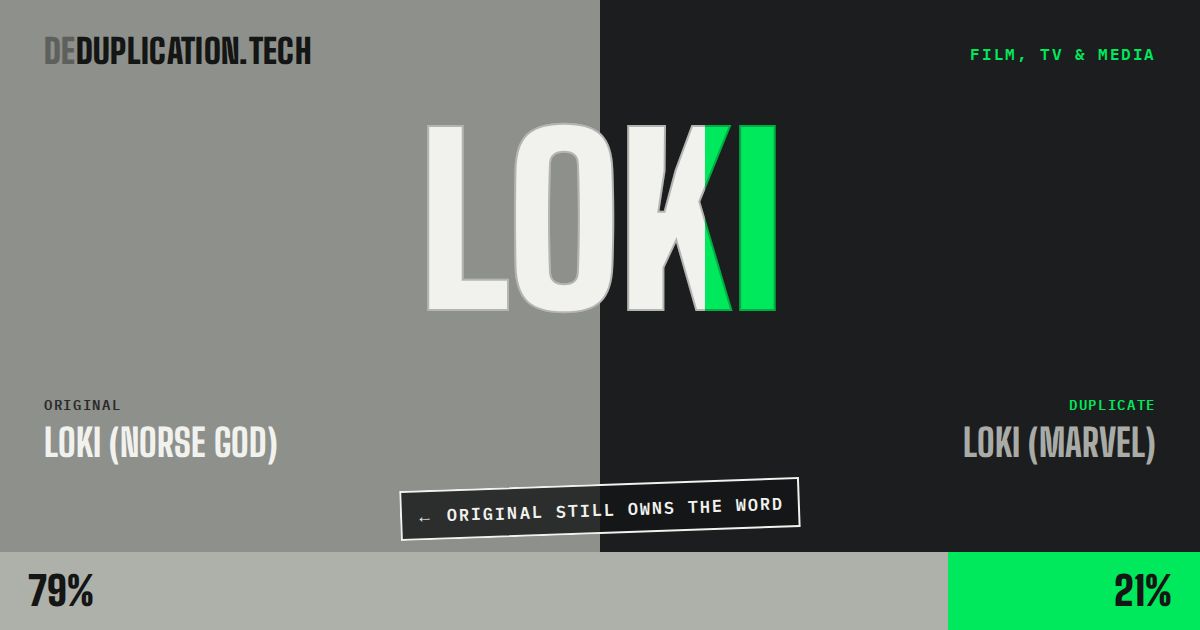 DEDUPLICATION.TECH
FILM, TV & MEDIA
LOKI
ORIGINAL
LOKI (NORSE GOD)
DUPLICATE
LOKI (MARVEL)
← ORIGINAL STILL OWNS THE WORD
79%
21%